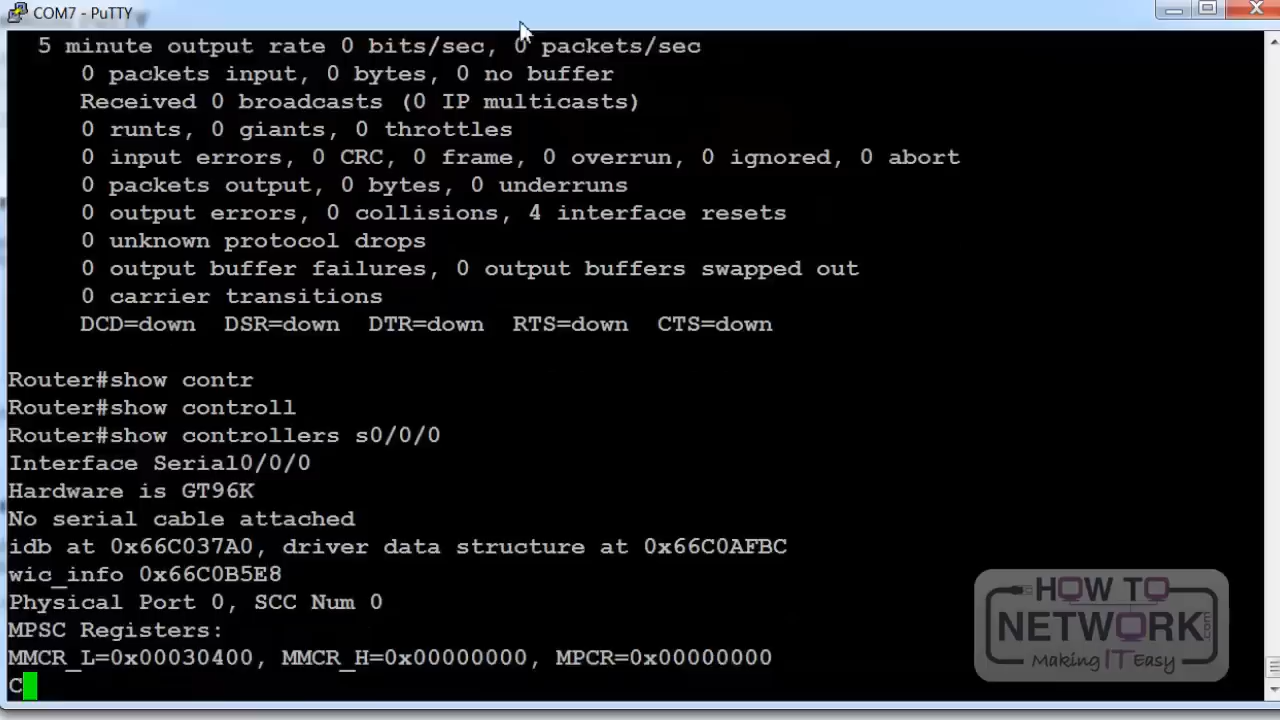 COM7 - PuTTY
5 minute output rate 0 bits/sec, 0 packets/sec
0 packets input, 0 bytes, 0 no buffer
Received 0 broadcasts (0 IP multicasts)
0 runts, 0 giants, 0 throttles
0 input errors, 0 CRC, 0 frame, 0 overrun, 0 ignored, 0 abort
0 packets output, 0 bytes, 0 underruns
0 output errors, 0 collisions, 4 interface resets
0 unknown protocol drops
0 output buffer failures, 0 output buffers swapped out
0 carrier transitions
DCD=down  DSR=down  DTR=down  RTS=down  CTS=down
Router#show contr
Router#show controll
Router#show controllers s0/0/0
Interface Serial0/0/0
Hardware is GT96K
No serial cable attached
idb at 0x66C037A0, driver data structure at 0x66C0AFBC
wic_info 0x66C0B5E8
Physical Port 0, SCC Num 0
MPSC Registers:
MMCR_L=0x00030400, MMCR_H=0x00000000, MPCR=0x00000000
C
HOW TO
NETWORK.com
Making IT Easy